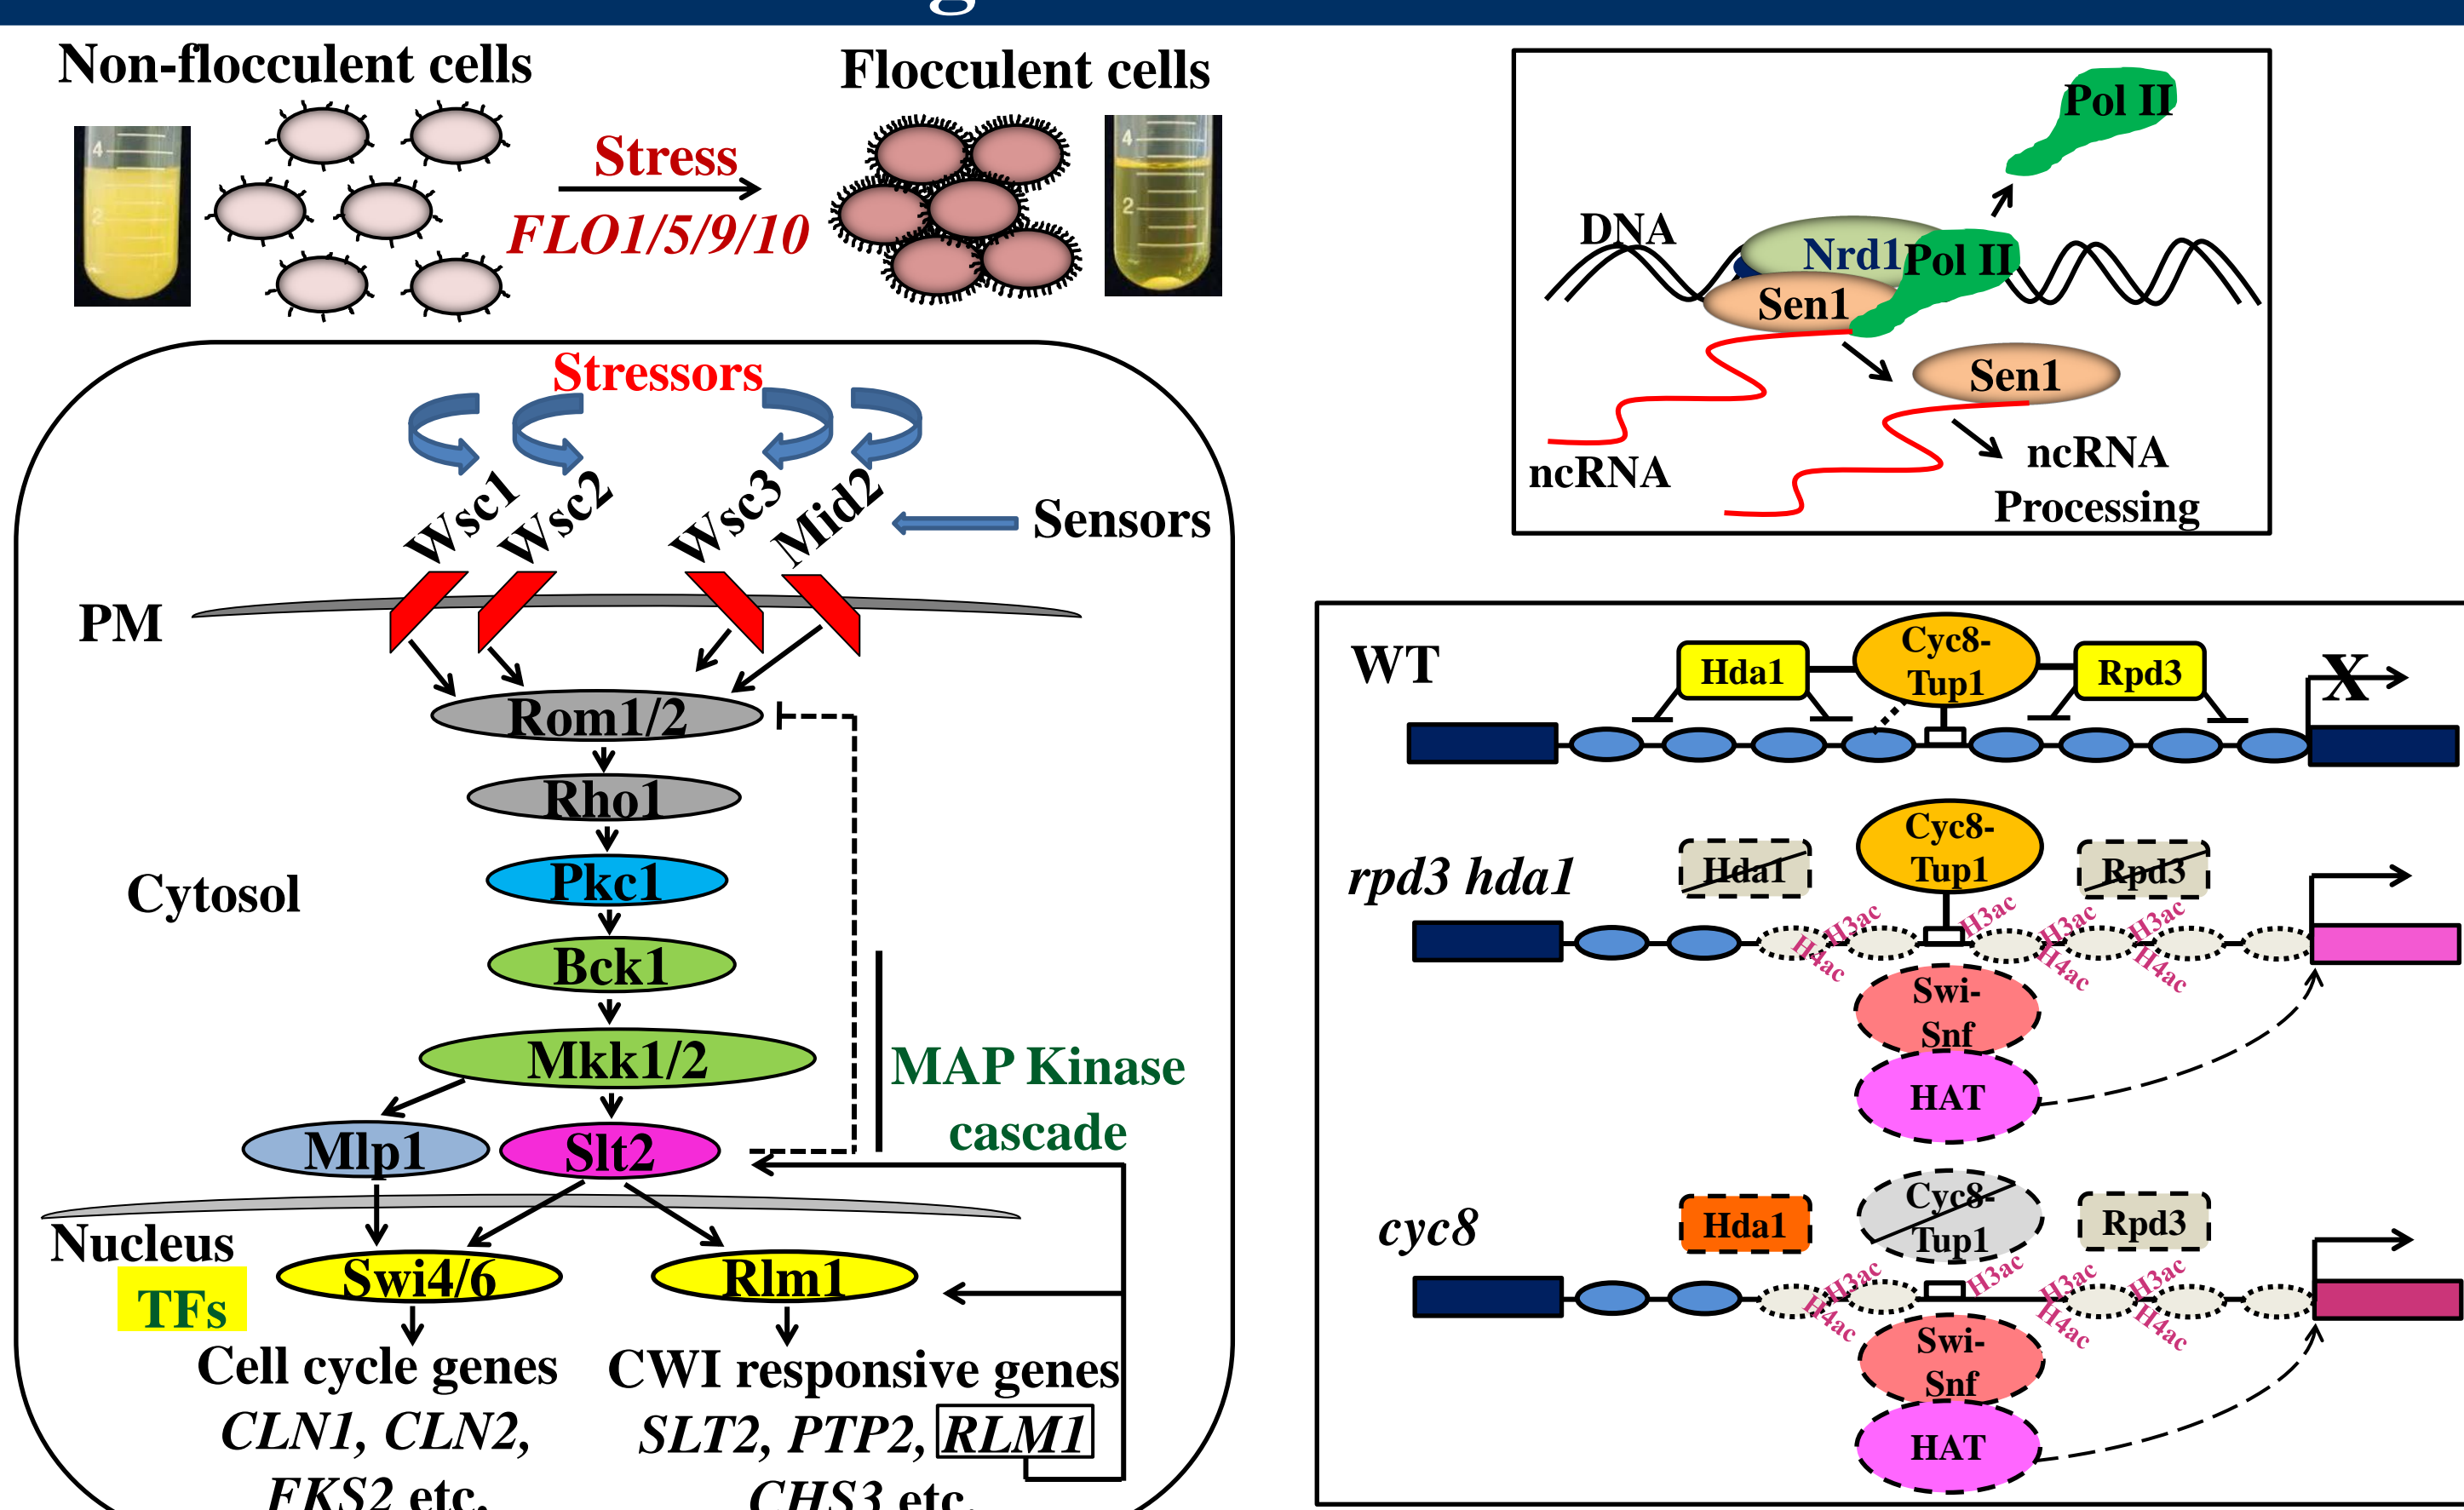 Non-flocculent cells
Flocculent cells
4
2
Stress
FLO1/5/9/10
4
2
Stressors
Wsc1
Wsc2
Wsc3
Mid2
Sensors
PM
Rom1/2
Rho1
Cytosol
Pkc1
Bck1
Mkk1/2
MAP Kinase
cascade
Mlp1
Slt2
Nucleus
TFs
Swi4/6
Rlm1
Cell cycle genes
CLN1, CLN2,
FKS2 etc.
CWI responsive genes
SLT2, PTP2, RLM1
CHS3 etc.
Pol II
DNA
Nrd1
Pol II
Sen1
Sen1
ncRNA
ncRNA
Processing
WT
Hda1
Cyc8-
Tup1
Rpd3
X
rpd3 hda1
Hda1
Cyc8-
Tup1
Rpd3
H3ac
H3ac
H3ac
H3ac
H4ac
H4ac
H4ac
Swi-
Snf
HAT
cyc8
Hda1
Cyc8-
Tup1
Rpd3
H3ac
H3ac
H3ac
H3ac
H4ac
H4ac
H4ac
Swi-
Snf
HAT